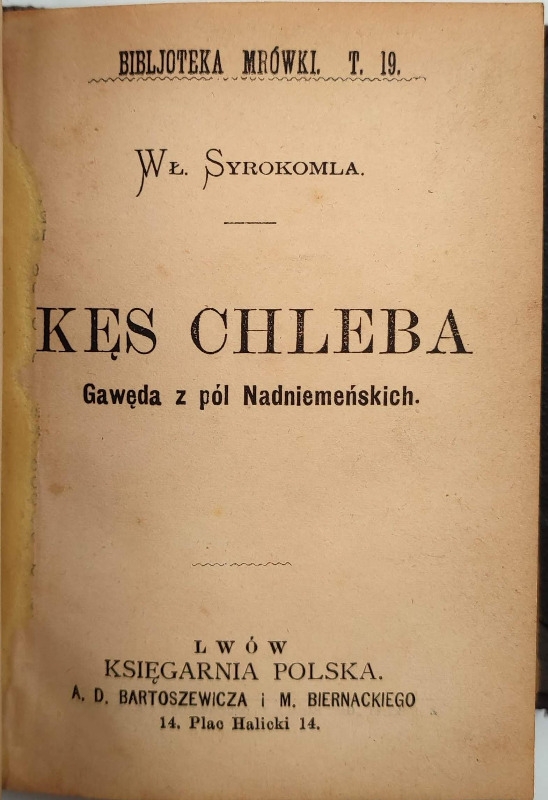 BIBLJOTEKA MRÓWKI. T. 19.
WŁ. SYROKOMLA.
KĘS CHLEBA
Gawęda z pól Nadniemeńskich.
LWÓW
KSIĘGARNIA POLSKA.
A. D. BARTOSZEWICZA i M. BIERNACKIEGO
14. Plac Halicki 14.